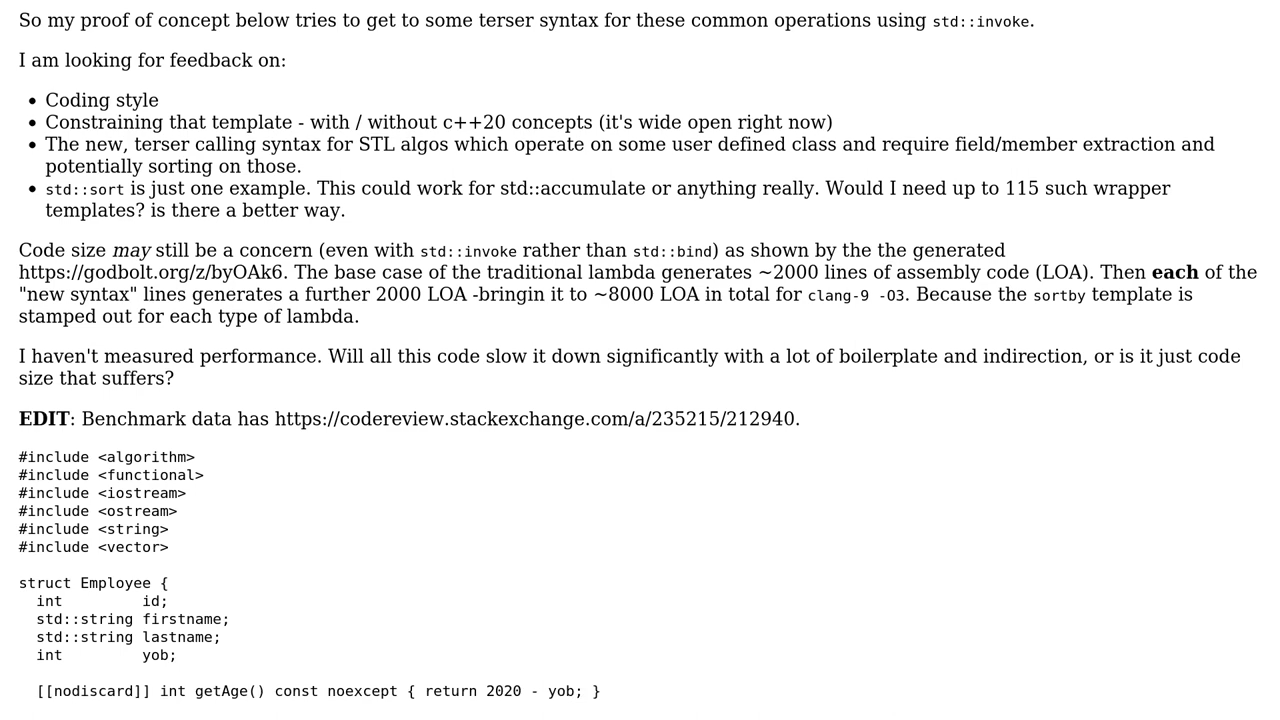 So my proof of concept below tries to get to some terser syntax for these common operations using std::invoke.
I am looking for feedback on:
• Coding style
• Constraining that template - with / without c++20 concepts (it's wide open right now)
• The new, terser calling syntax for STL algos which operate on some user defined class and require field/member extraction and
potentially sorting on those.
• std::sort is just one example. This could work for std::accumulate or anything really. Would I need up to 115 such wrapper
templates? is there a better way.
Code size may still be a concern (even with std::invoke rather than std::bind) as shown by the the generated
https://godbolt.org/z/byOAk6. The base case of the traditional lambda generates ~2000 lines of assembly code (LOA). Then each of the
"new syntax" lines generates a further 2000 LOA -bringin it to ~8000 LOA in total for clang-9 -O3. Because the sortby template is
stamped out for each type of lambda.
I haven't measured performance. Will all this code slow it down significantly with a lot of boilerplate and indirection, or is it just code
size that suffers?
EDIT: Benchmark data has https://codereview.stackexchange.com/a/235215/212940.
#include <algorithm>
#include <functional>
#include <iostream>
#include <ostream>
#include <string>
#include <vector>
struct Employee {
  int         id;
  std::string firstname;
  std::string lastname;
  int         yob;
  [[nodiscard]] int getAge() const noexcept { return 2020 - yob; }